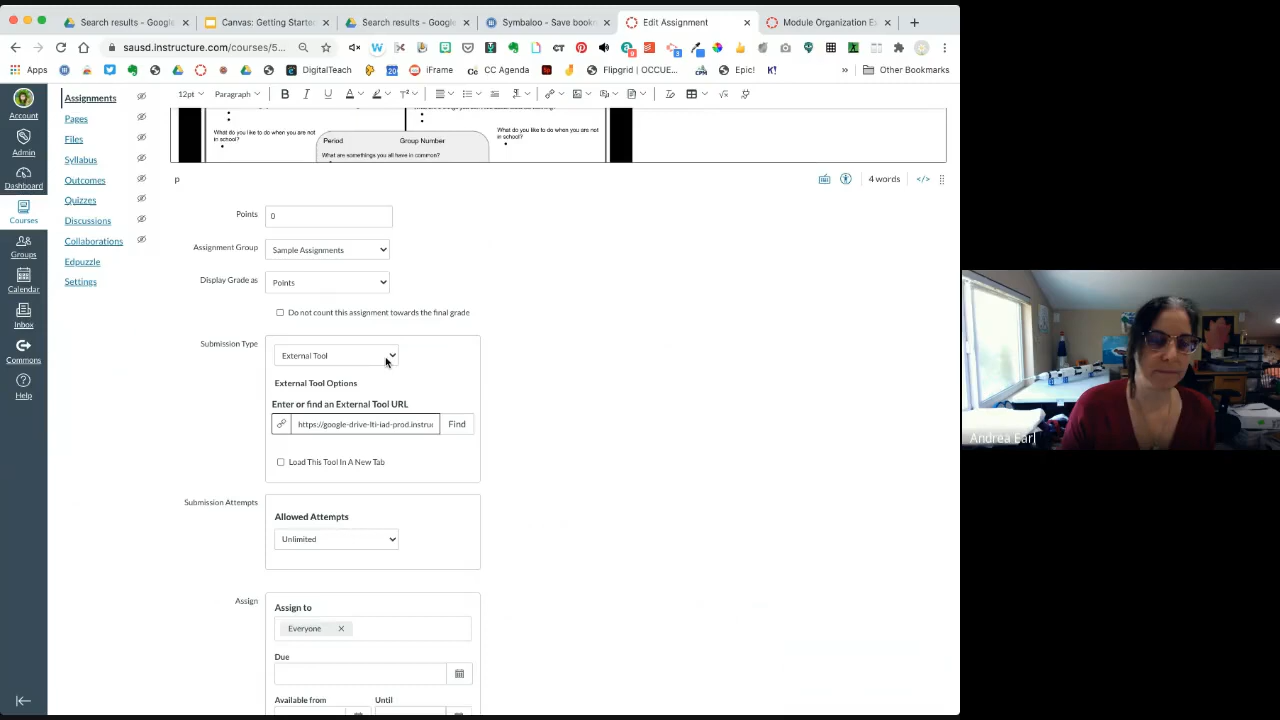 Search results - Google
Canvas: Getting Starte
Search results - Google
Symbaloo - Save bookn
Edit Assignment
Module Organization Ex
sausd.instructure.com/courses/5...
Apps
DigitalTeach
iFrame
CC Agenda
Flipgrid | OCCUE...
Epic!
Other Bookmarks
12pt
Paragraph
Account
Admin
Dashboard
Courses
Groups
Calendar
Inbox
Commons
Help
Assignments
Pages
Files
Syllabus
Outcomes
Quizzes
Discussions
Collaborations
Edpuzzle
Settings
What do you like to do when you are not
in school?
Period
Group Number
What are somethings you all have in common?
What do you like to do when you are not
in school?
p
4 words
</>
Points
0
Assignment Group
Sample Assignments
Display Grade as
Points
Do not count this assignment towards the final grade
Submission Type
External Tool
External Tool Options
Enter or find an External Tool URL
https://google-drive-lti-iad-prod.instruc
Find
Load This Tool In A New Tab
Submission Attempts
Allowed Attempts
Unlimited
Assign
Assign to
Everyone
Due
Available from
Until
Andrea Earl